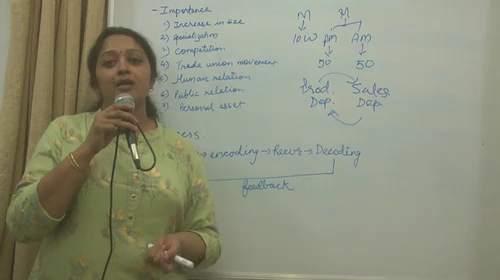 - Importance
1) Increase in size
2) specialization
3) Competition
4) Trade union movement
5) Human relation
6) Public relation
7) Personal asset
M M
10 W AM AM
50 50
Prod. Sales
Dep. Dep
ess.
→ encoding → Recvr → Decoding
feedback